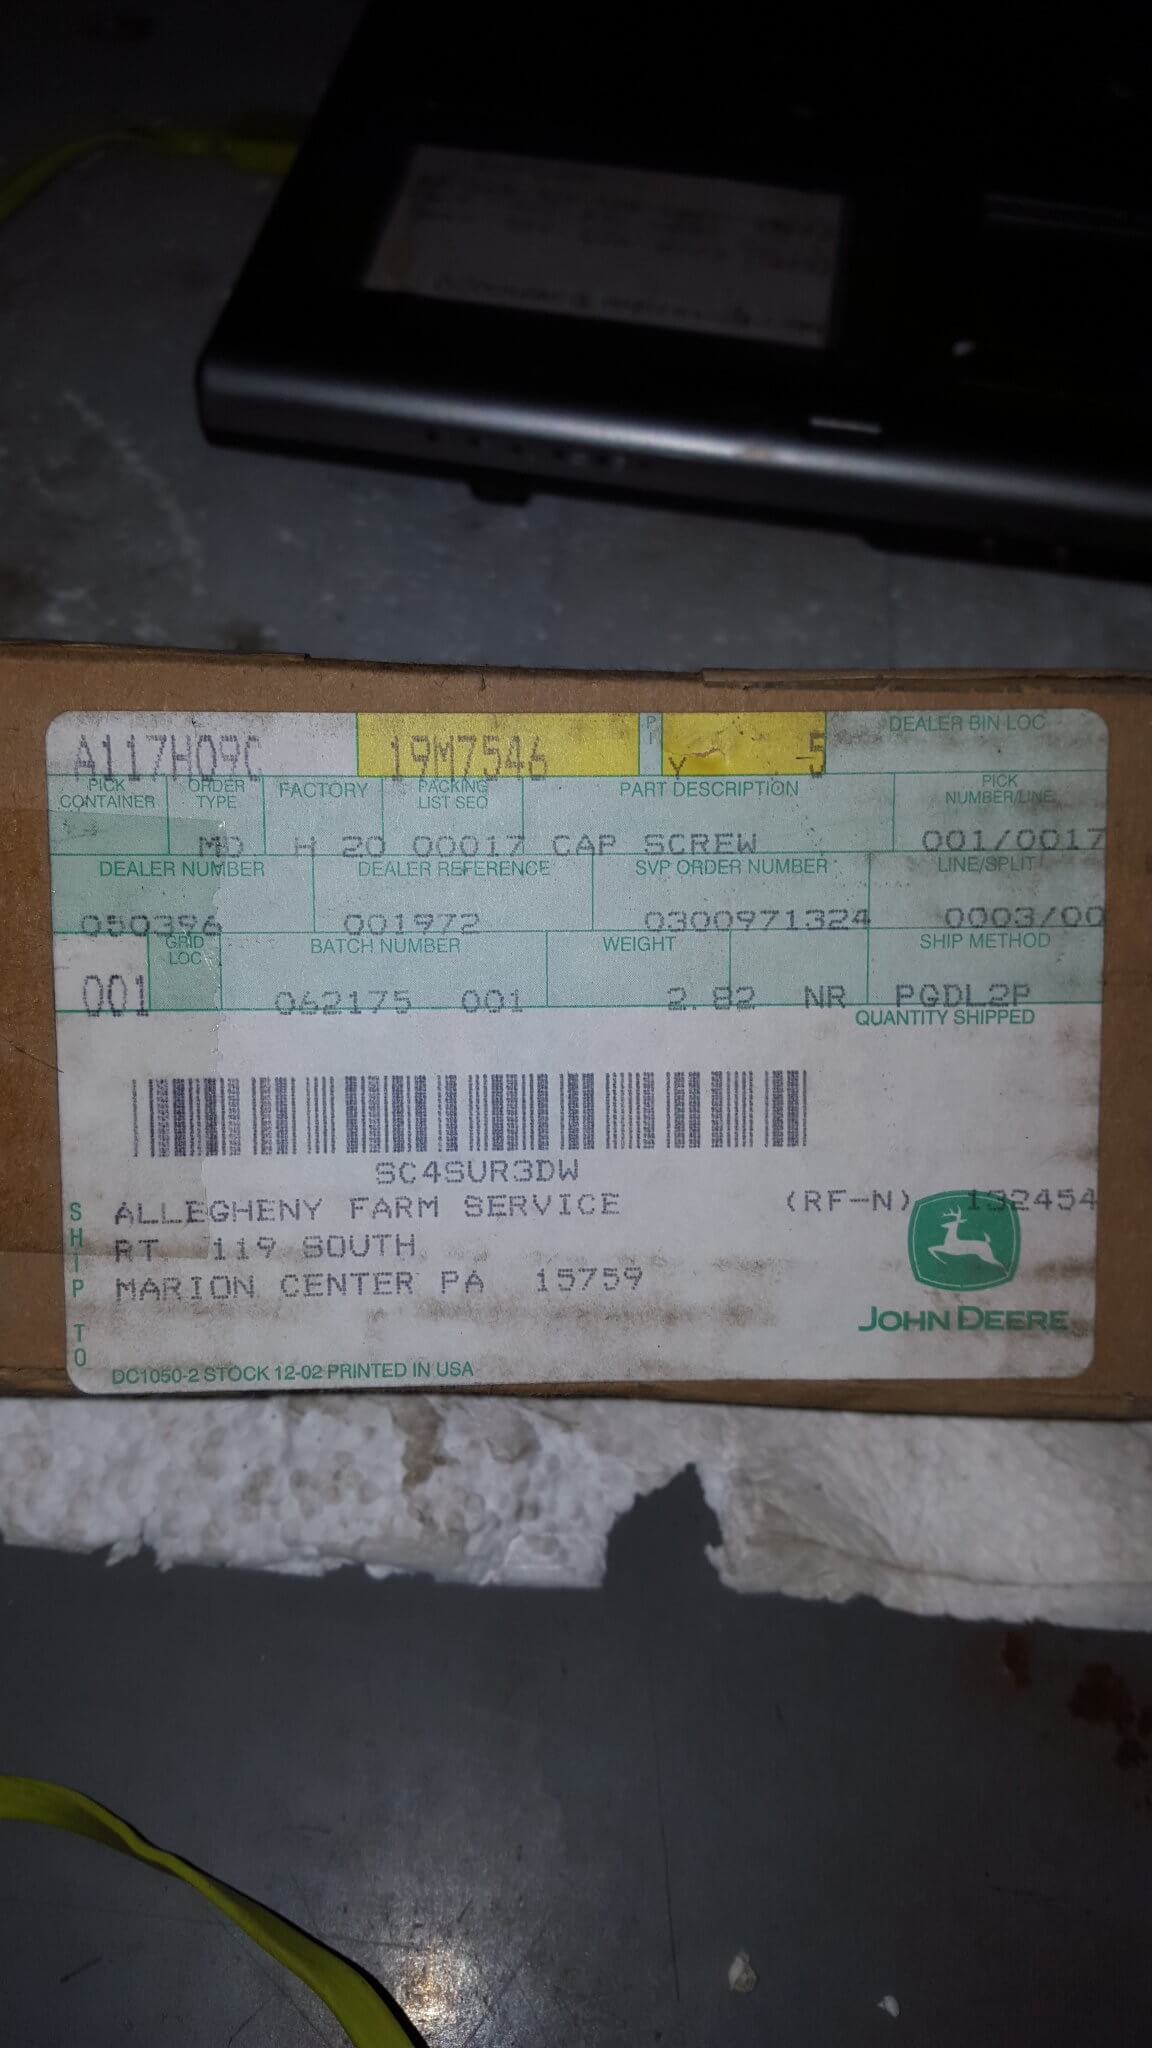 A117H09C 19M7546 P I Y 5 DEALER BIN LOC
PICK CONTAINER ORDER TYPE FACTORY PACKING LIST SEQ PART DESCRIPTION PICK NUMBER/LINE
MD H 20 00017 CAP SCREW 001/0017
DEALER NUMBER DEALER REFERENCE SVP ORDER NUMBER LINE/SPLIT
050396 001972 0300971324 0003/00
GRID LOC BATCH NUMBER WEIGHT SHIP METHOD
001 062175 001 2.82 NR PGDL2P
QUANTITY SHIPPED
SC4SUR3DW
SHIP TO
ALLEGHENY FARM SERVICE (RF-N) 132454
RT 119 SOUTH
MARION CENTER PA 15759
JOHN DEERE
DC1050-2 STOCK 12-02 PRINTED IN USA